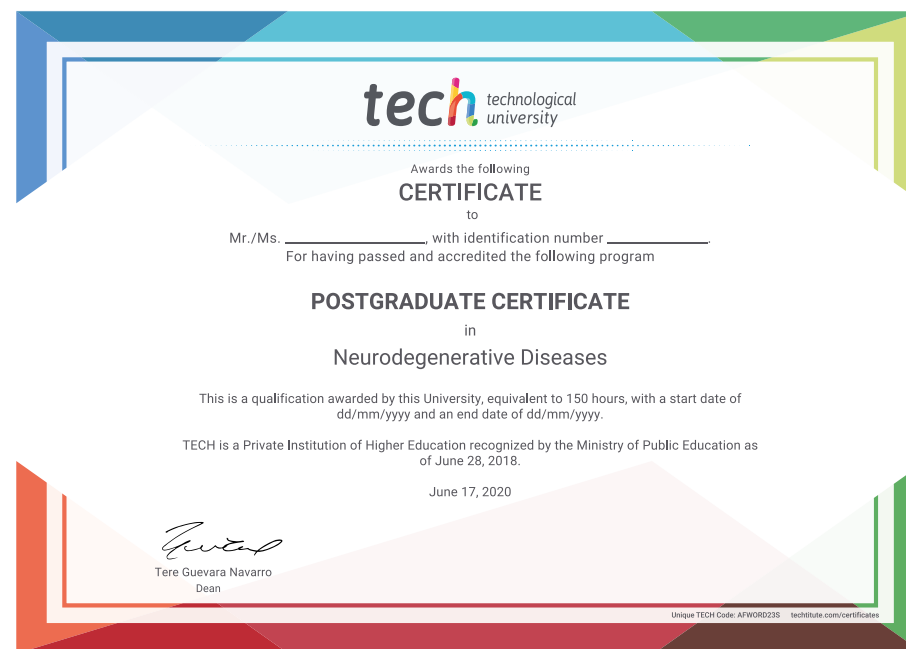 tech technological
university
Awards the following
CERTIFICATE
to
Mr./Ms. ____________________, with identification number ______________.
For having passed and accredited the following program
POSTGRADUATE CERTIFICATE
in
Neurodegenerative Diseases
This is a qualification awarded by this University, equivalent to 150 hours, with a start date of
dd/mm/yyyy and an end date of dd/mm/yyyy.
TECH is a Private Institution of Higher Education recognized by the Ministry of Public Education as
of June 28, 2018.
June 17, 2020
Tere Guevara Navarro
Dean
Unique TECH Code: AFWORD23S techtitute.com/certificates